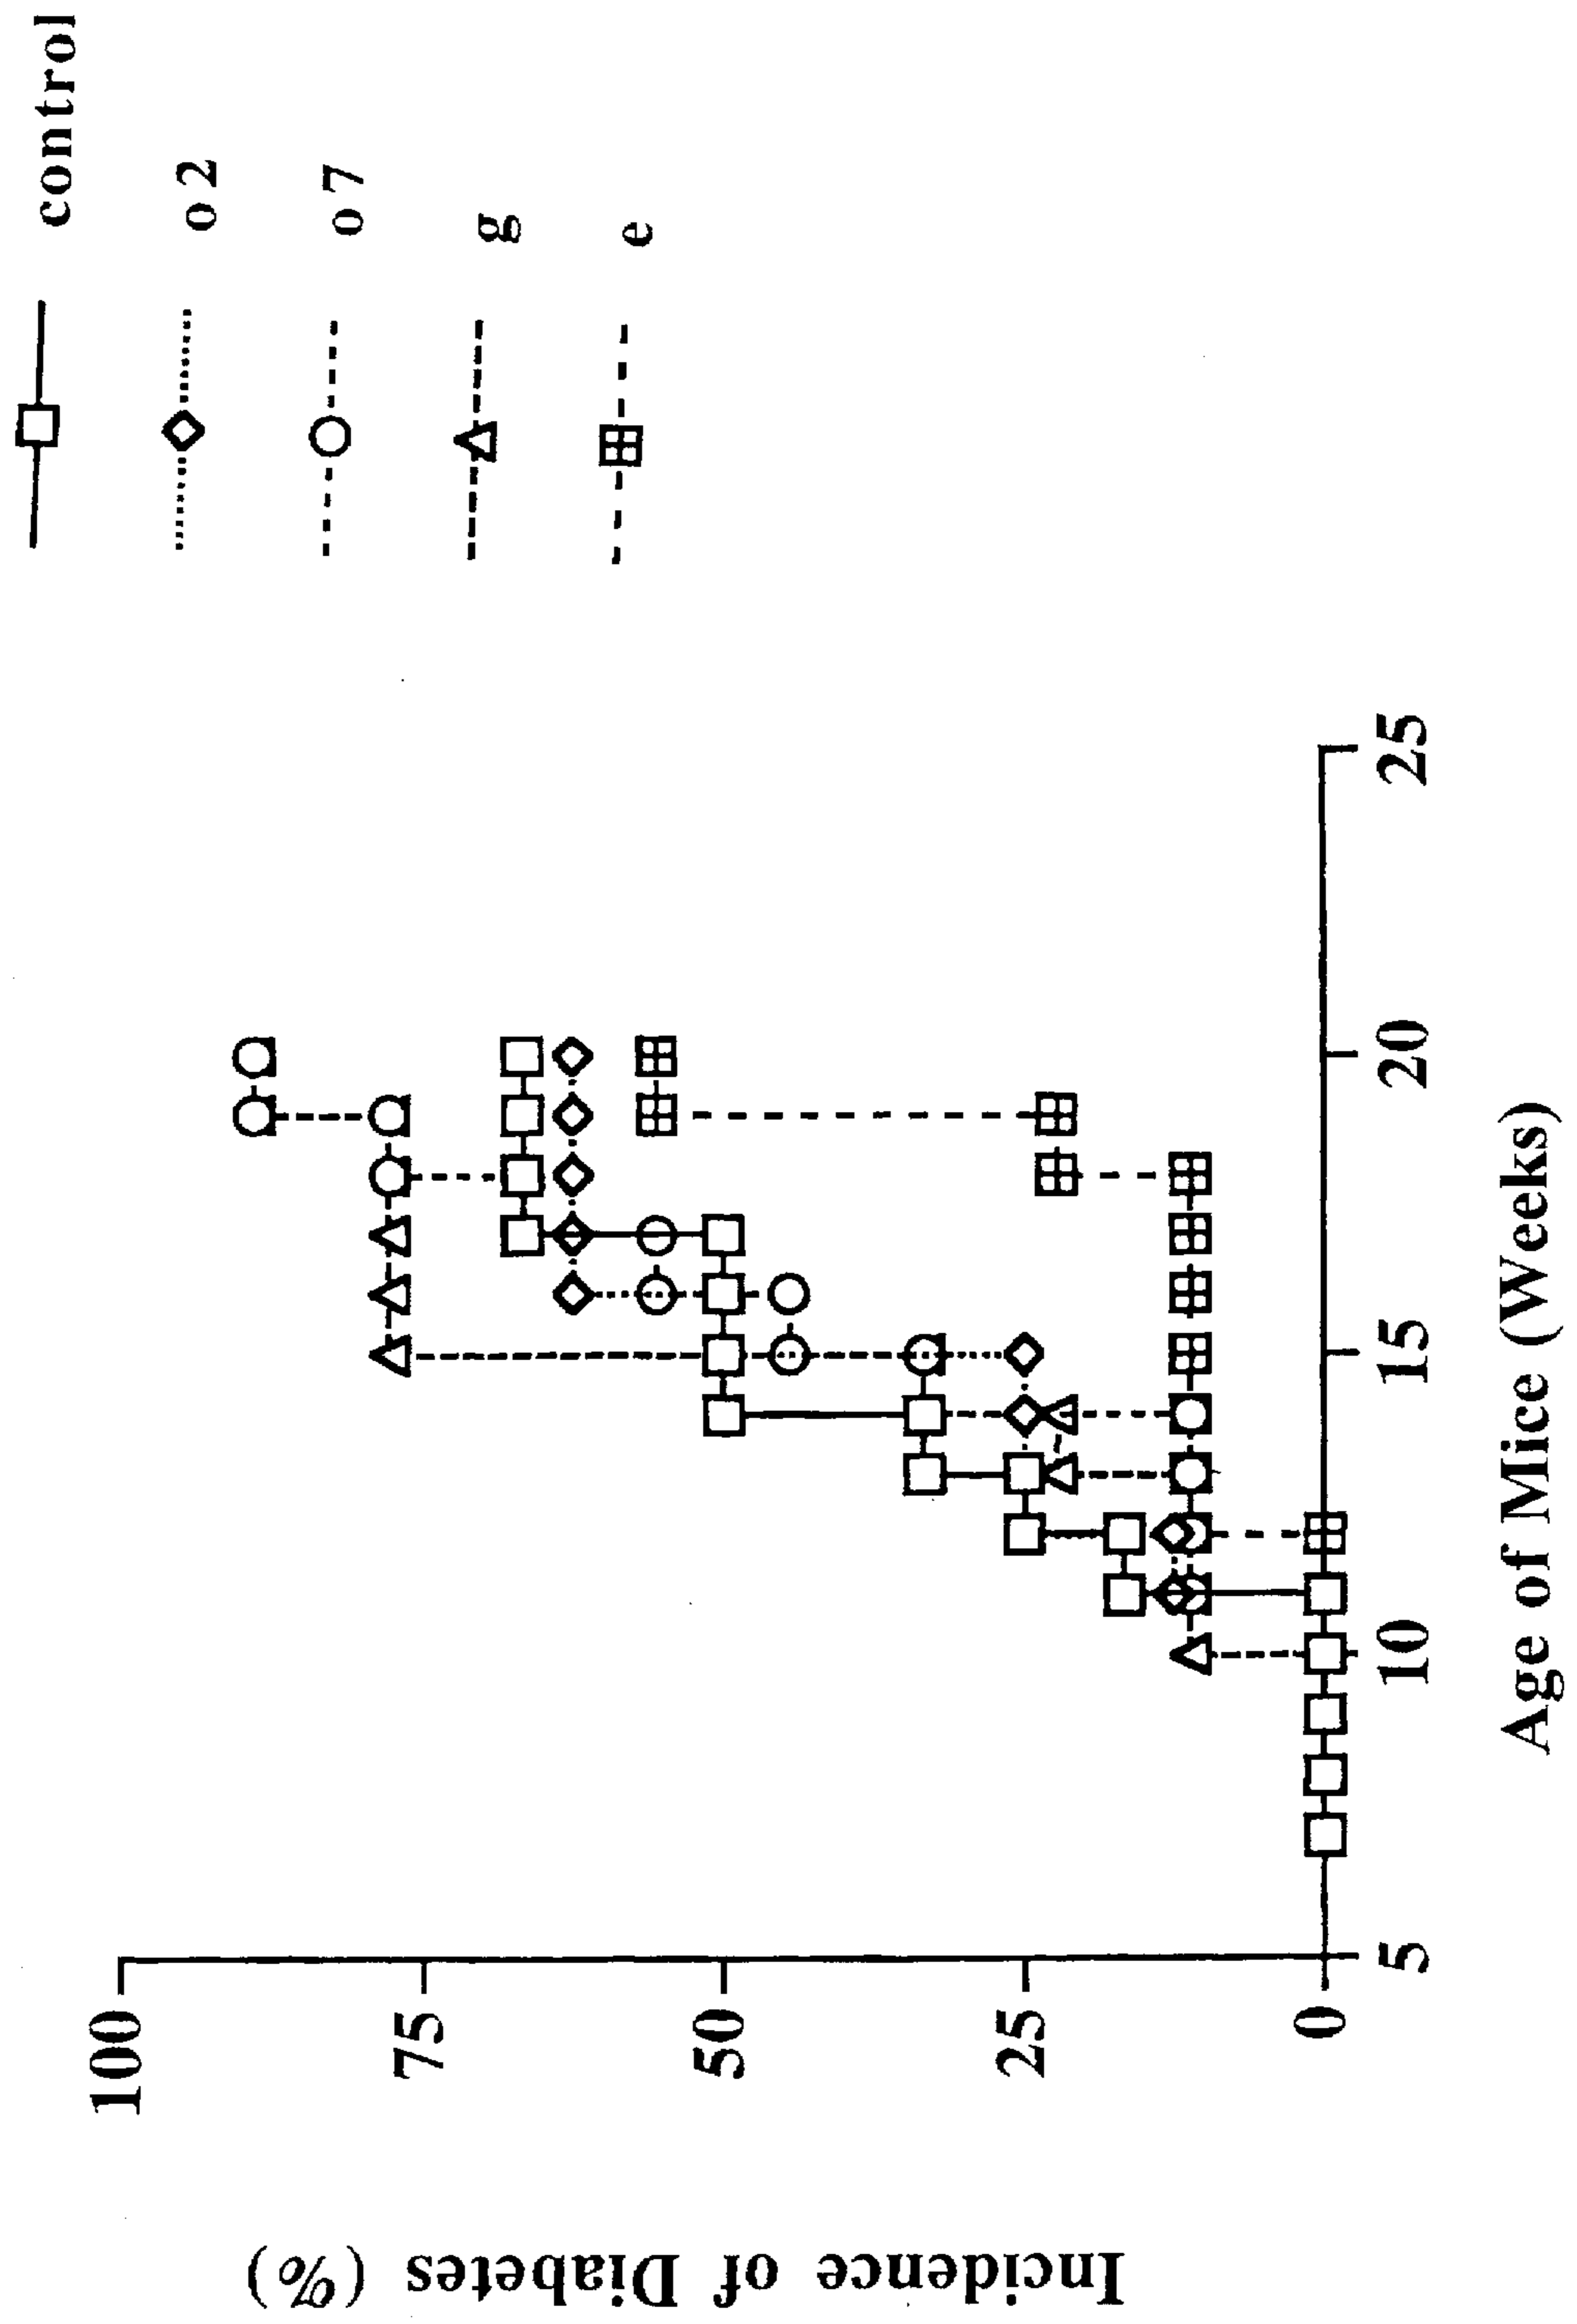 control
o 2
o 7
g
e
100
75
50
25
0
5
10
15
20
25
Incidence of Diabetes (%)
Age of Mice (Weeks)